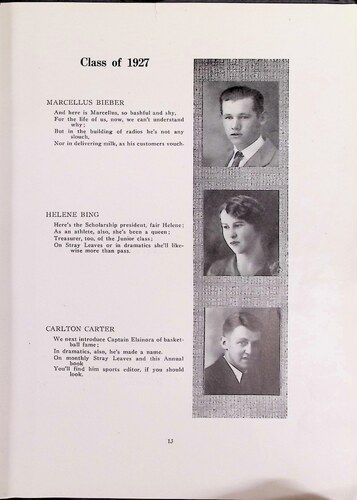 Class of 1927
MARCELLUS BIEBER
And here is Marcellus, so bashful and shy,
For the life of us, now, we can't understand
why;
But in the building of radios he's not any
slouch,
Nor in delivering milk, as his customers vouch.
HELENE BING
Here's the Scholarship president, fair Helene;
As an athlete, also, she's been a queen;
Treasurer, too, of the Junior class;
On Stray Leaves or in dramatics she'll like-
wise more than pass.
CARLTON CARTER
We next introduce Captain Elsinora of basket-
ball fame;
In dramatics, also, he's made a name.
On monthly Stray Leaves and this Annual
book
You'll find him sports editor, if you should
look.